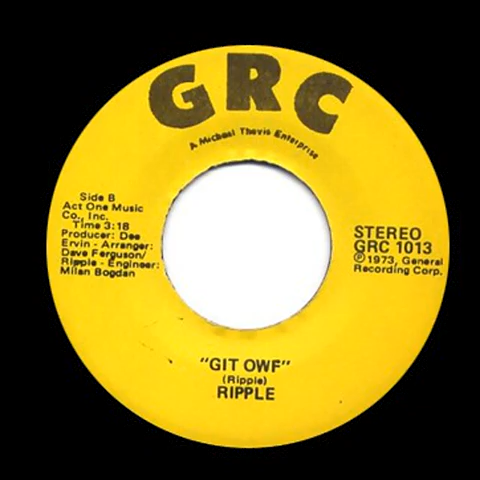 GRC
A Michael Thevis Enterprise
Side B
Act One Music
Co., Inc.
Time 3:18
Producer: Dee
Ervin - Arranger:
Dave Ferguson/
Ripple - Engineer:
Milan Bogdan
STEREO
GRC 1013
Ⓟ1973, General
Recording Corp.
"GIT OWF"
(Ripple)
RIPPLE